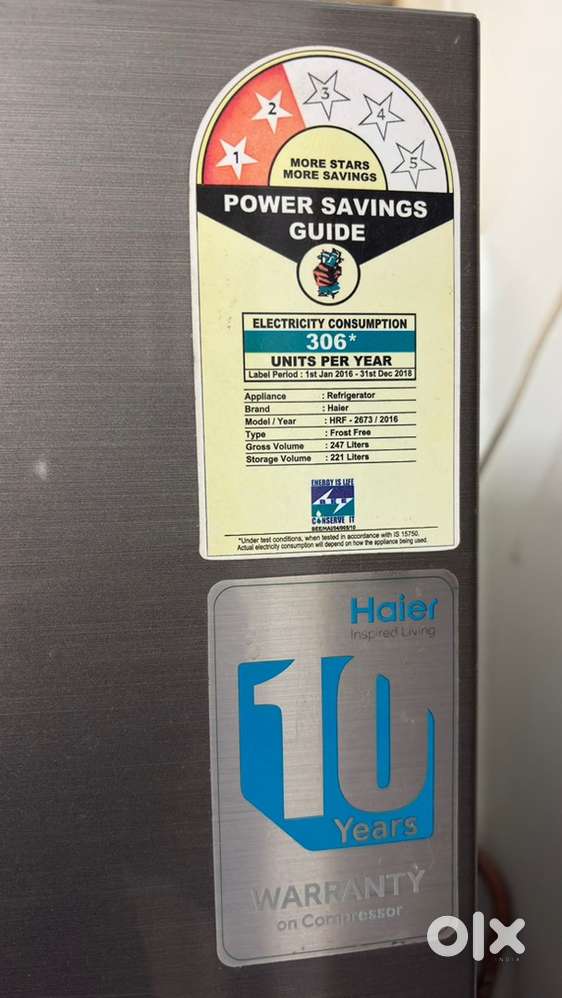 1
2
3
4
5
MORE STARS
MORE SAVINGS
POWER SAVINGS
GUIDE
ELECTRICITY CONSUMPTION
306*
UNITS PER YEAR
Label Period : 1st Jan 2016 - 31st Dec 2018
Appliance : Refrigerator
Brand : Haier
Model / Year : HRF - 2673 / 2016
Type : Frost Free
Gross Volume : 247 Liters
Storage Volume : 221 Liters
ENERGY IS LIFE
CONSERVE IT
*Under test conditions, when tested in accordance with IS 15750.
Actual electricity consumption will depend on how the appliance being used.
Haier
Inspired Living
10
Years
WARRANTY
on Compressor
olx
INDIA